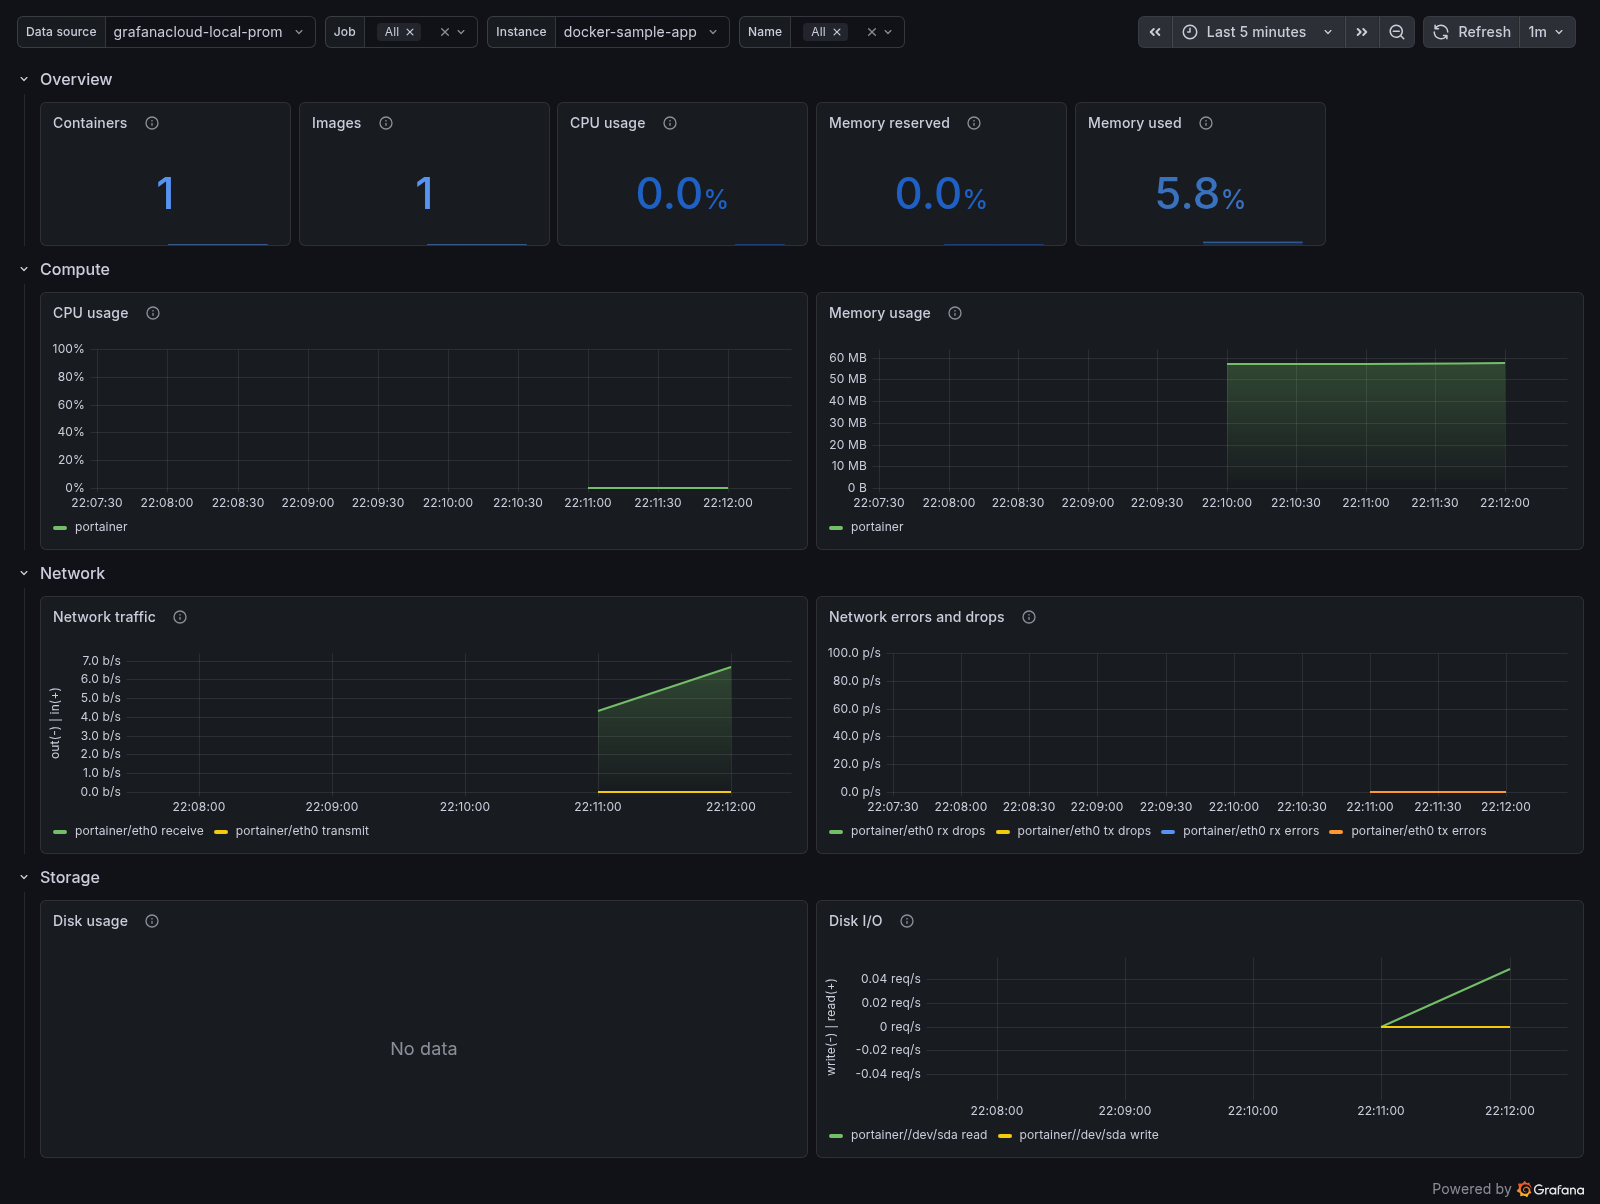 Data source grafanacloud-local-prom Job All Instance docker-sample-app Name All Last 5 minutes Refresh 1m
Overview
Containers Images CPU usage Memory reserved Memory used
1 1 0.0% 0.0% 5.8%
Compute
CPU usage
100%
80%
60%
40%
20%
0%
22:07:30 22:08:00 22:08:30 22:09:00 22:09:30 22:10:00 22:10:30 22:11:00 22:11:30 22:12:00
portainer
Memory usage
60 MB
50 MB
40 MB
30 MB
20 MB
10 MB
0 B
22:07:30 22:08:00 22:08:30 22:09:00 22:09:30 22:10:00 22:10:30 22:11:00 22:11:30 22:12:00
portainer
Network
Network traffic
out(-) | in(+)
7.0 b/s
6.0 b/s
5.0 b/s
4.0 b/s
3.0 b/s
2.0 b/s
1.0 b/s
0.0 b/s
22:08:00 22:09:00 22:10:00 22:11:00 22:12:00
portainer/eth0 receive portainer/eth0 transmit
Network errors and drops
100.0 p/s
80.0 p/s
60.0 p/s
40.0 p/s
20.0 p/s
0.0 p/s
22:07:30 22:08:00 22:08:30 22:09:00 22:09:30 22:10:00 22:10:30 22:11:00 22:11:30 22:12:00
portainer/eth0 rx drops portainer/eth0 tx drops portainer/eth0 rx errors portainer/eth0 tx errors
Storage
Disk usage
No data
Disk I/O
write(-) | read(+)
0.04 req/s
0.02 req/s
0 req/s
-0.02 req/s
-0.04 req/s
22:08:00 22:09:00 22:10:00 22:11:00 22:12:00
portainer//dev/sda read portainer//dev/sda write
Powered by Grafana